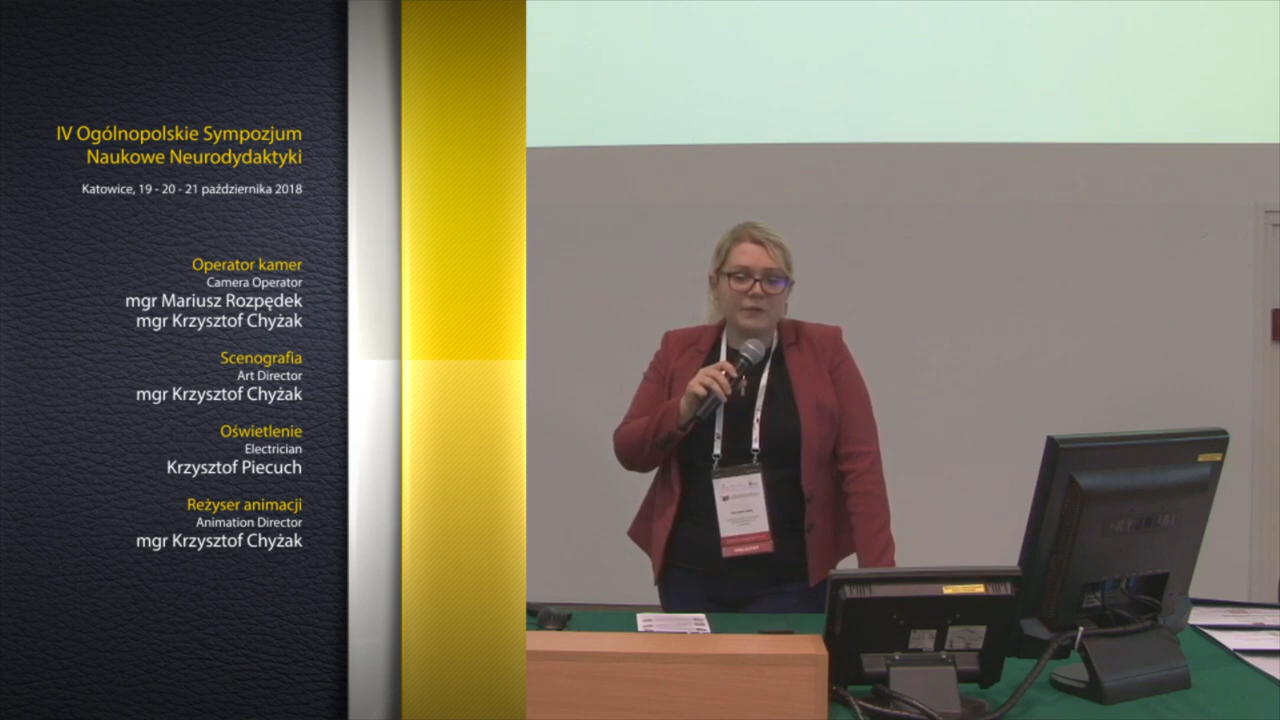 IV Ogólnopolskie Sympozjum
Naukowe Neurodydaktyki
Katowice, 19 - 20 - 21 października 2018
Operator kamer
Camera Operator
mgr Mariusz Rozpędek
mgr Krzysztof Chyżak
Scenografia
Art Director
mgr Krzysztof Chyżak
Oświetlenie
Electrician
Krzysztof Piecuch
Reżyser animacji
Animation Director
mgr Krzysztof Chyżak